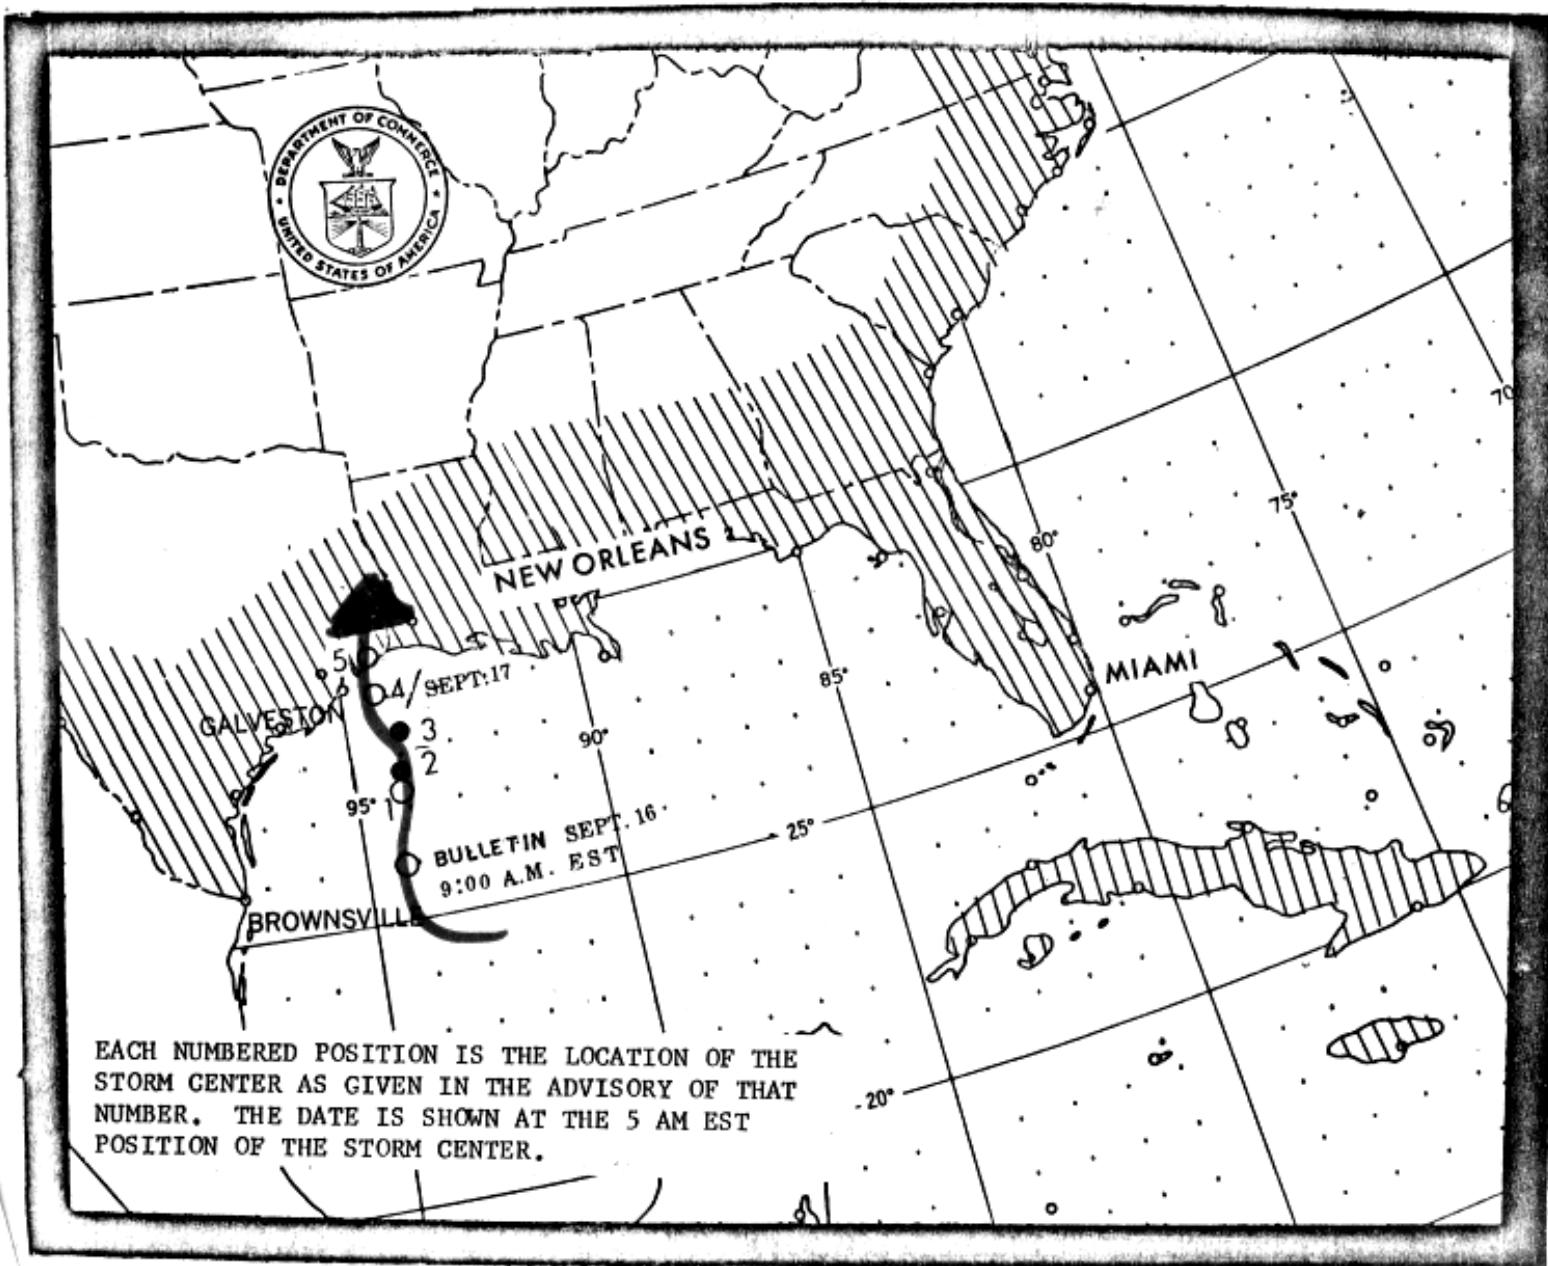 DEPARTMENT OF COMMERCE
UNITED STATES OF AMERICA
70
75°
80°
NEW ORLEANS
MIAMI
5
4/ SEPT.17
85°
GALVESTON
3
2
90°
95°
1
BULLETIN SEPT. 16
9:00 A.M. EST
25°
BROWNSVILLE
EACH NUMBERED POSITION IS THE LOCATION OF THE
STORM CENTER AS GIVEN IN THE ADVISORY OF THAT
NUMBER. THE DATE IS SHOWN AT THE 5 AM EST
POSITION OF THE STORM CENTER.
20°